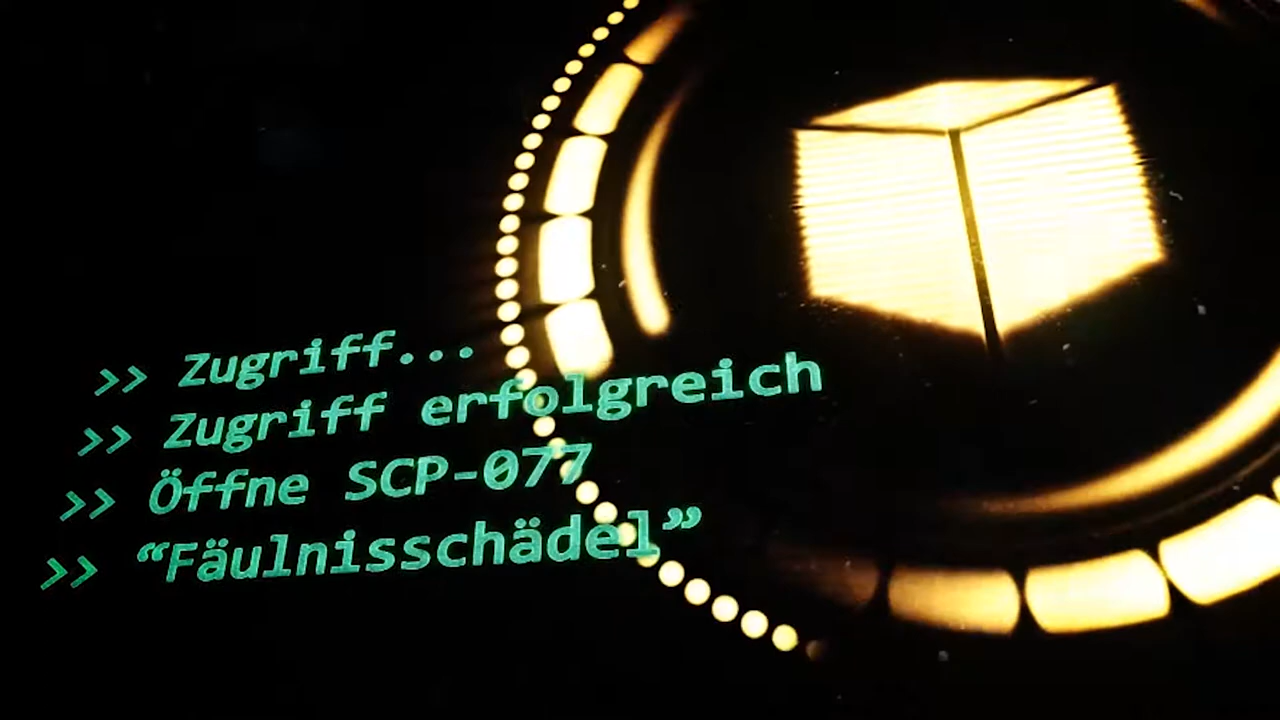 >> Zugriff...
>> Zugriff erfolgreich
>> Öffne SCP-077
>> “Fäulnisschädel”